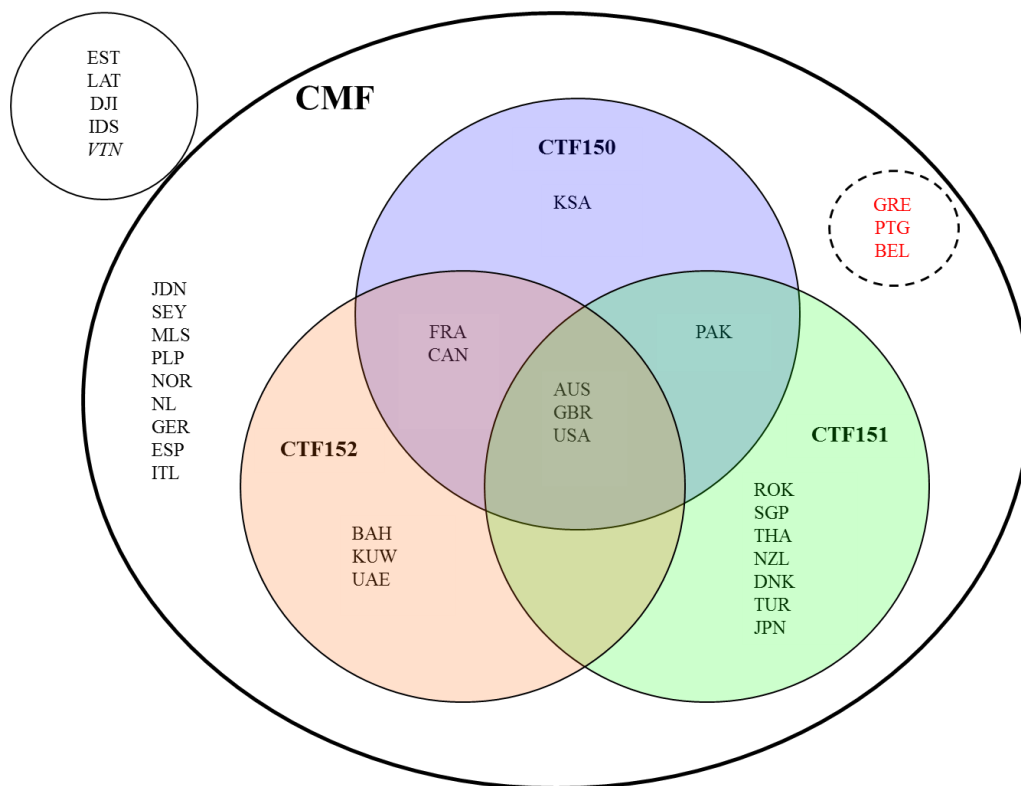 EST
LAT
DJI
IDS
VTN
CMF
CTF150
KSA
GRE
PTG
BEL
JDN
SEY
MLS
PLP
NOR
NL
GER
ESP
ITL
FRA
CAN
PAK
AUS
GBR
USA
CTF152
CTF151
BAH
KUW
UAE
ROK
SGP
THA
NZL
DNK
TUR
JPN